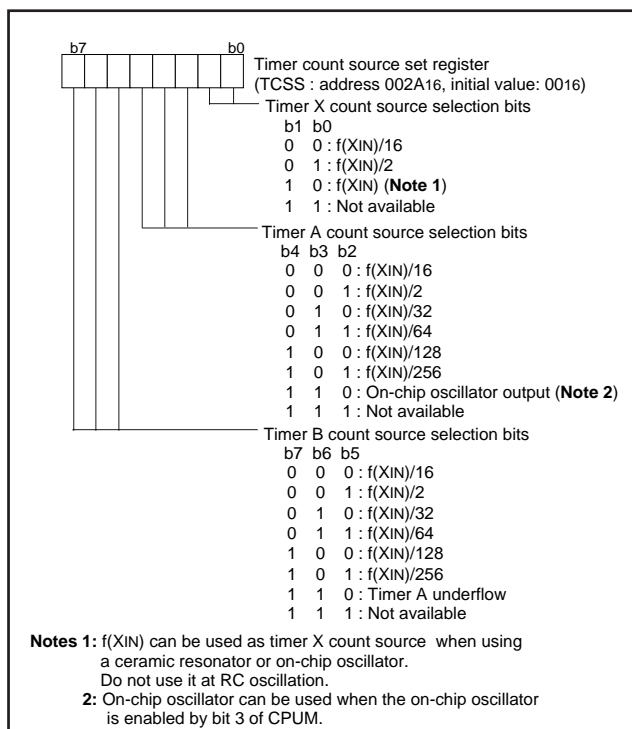 b7 b0
Timer count source set register
(TCSS : address 002A16, initial value: 0016)
Timer X count source selection bits
b1 b0
0 0 : f(XIN)/16
0 1 : f(XIN)/2
1 0 : f(XIN) (Note 1)
1 1 : Not available
Timer A count source selection bits
b4 b3 b2
0 0 0 : f(XIN)/16
0 0 1 : f(XIN)/2
0 1 0 : f(XIN)/32
0 1 1 : f(XIN)/64
1 0 0 : f(XIN)/128
1 0 1 : f(XIN)/256
1 1 0 : On-chip oscillator output (Note 2)
1 1 1 : Not available
Timer B count source selection bits
b7 b6 b5
0 0 0 : f(XIN)/16
0 0 1 : f(XIN)/2
0 1 0 : f(XIN)/32
0 1 1 : f(XIN)/64
1 0 0 : f(XIN)/128
1 0 1 : f(XIN)/256
1 1 0 : Timer A underflow
1 1 1 : Not available
Notes 1: f(XIN) can be used as timer X count source when using
a ceramic resonator or on-chip oscillator.
Do not use it at RC oscillation.
2: On-chip oscillator can be used when the on-chip oscillator
is enabled by bit 3 of CPUM.